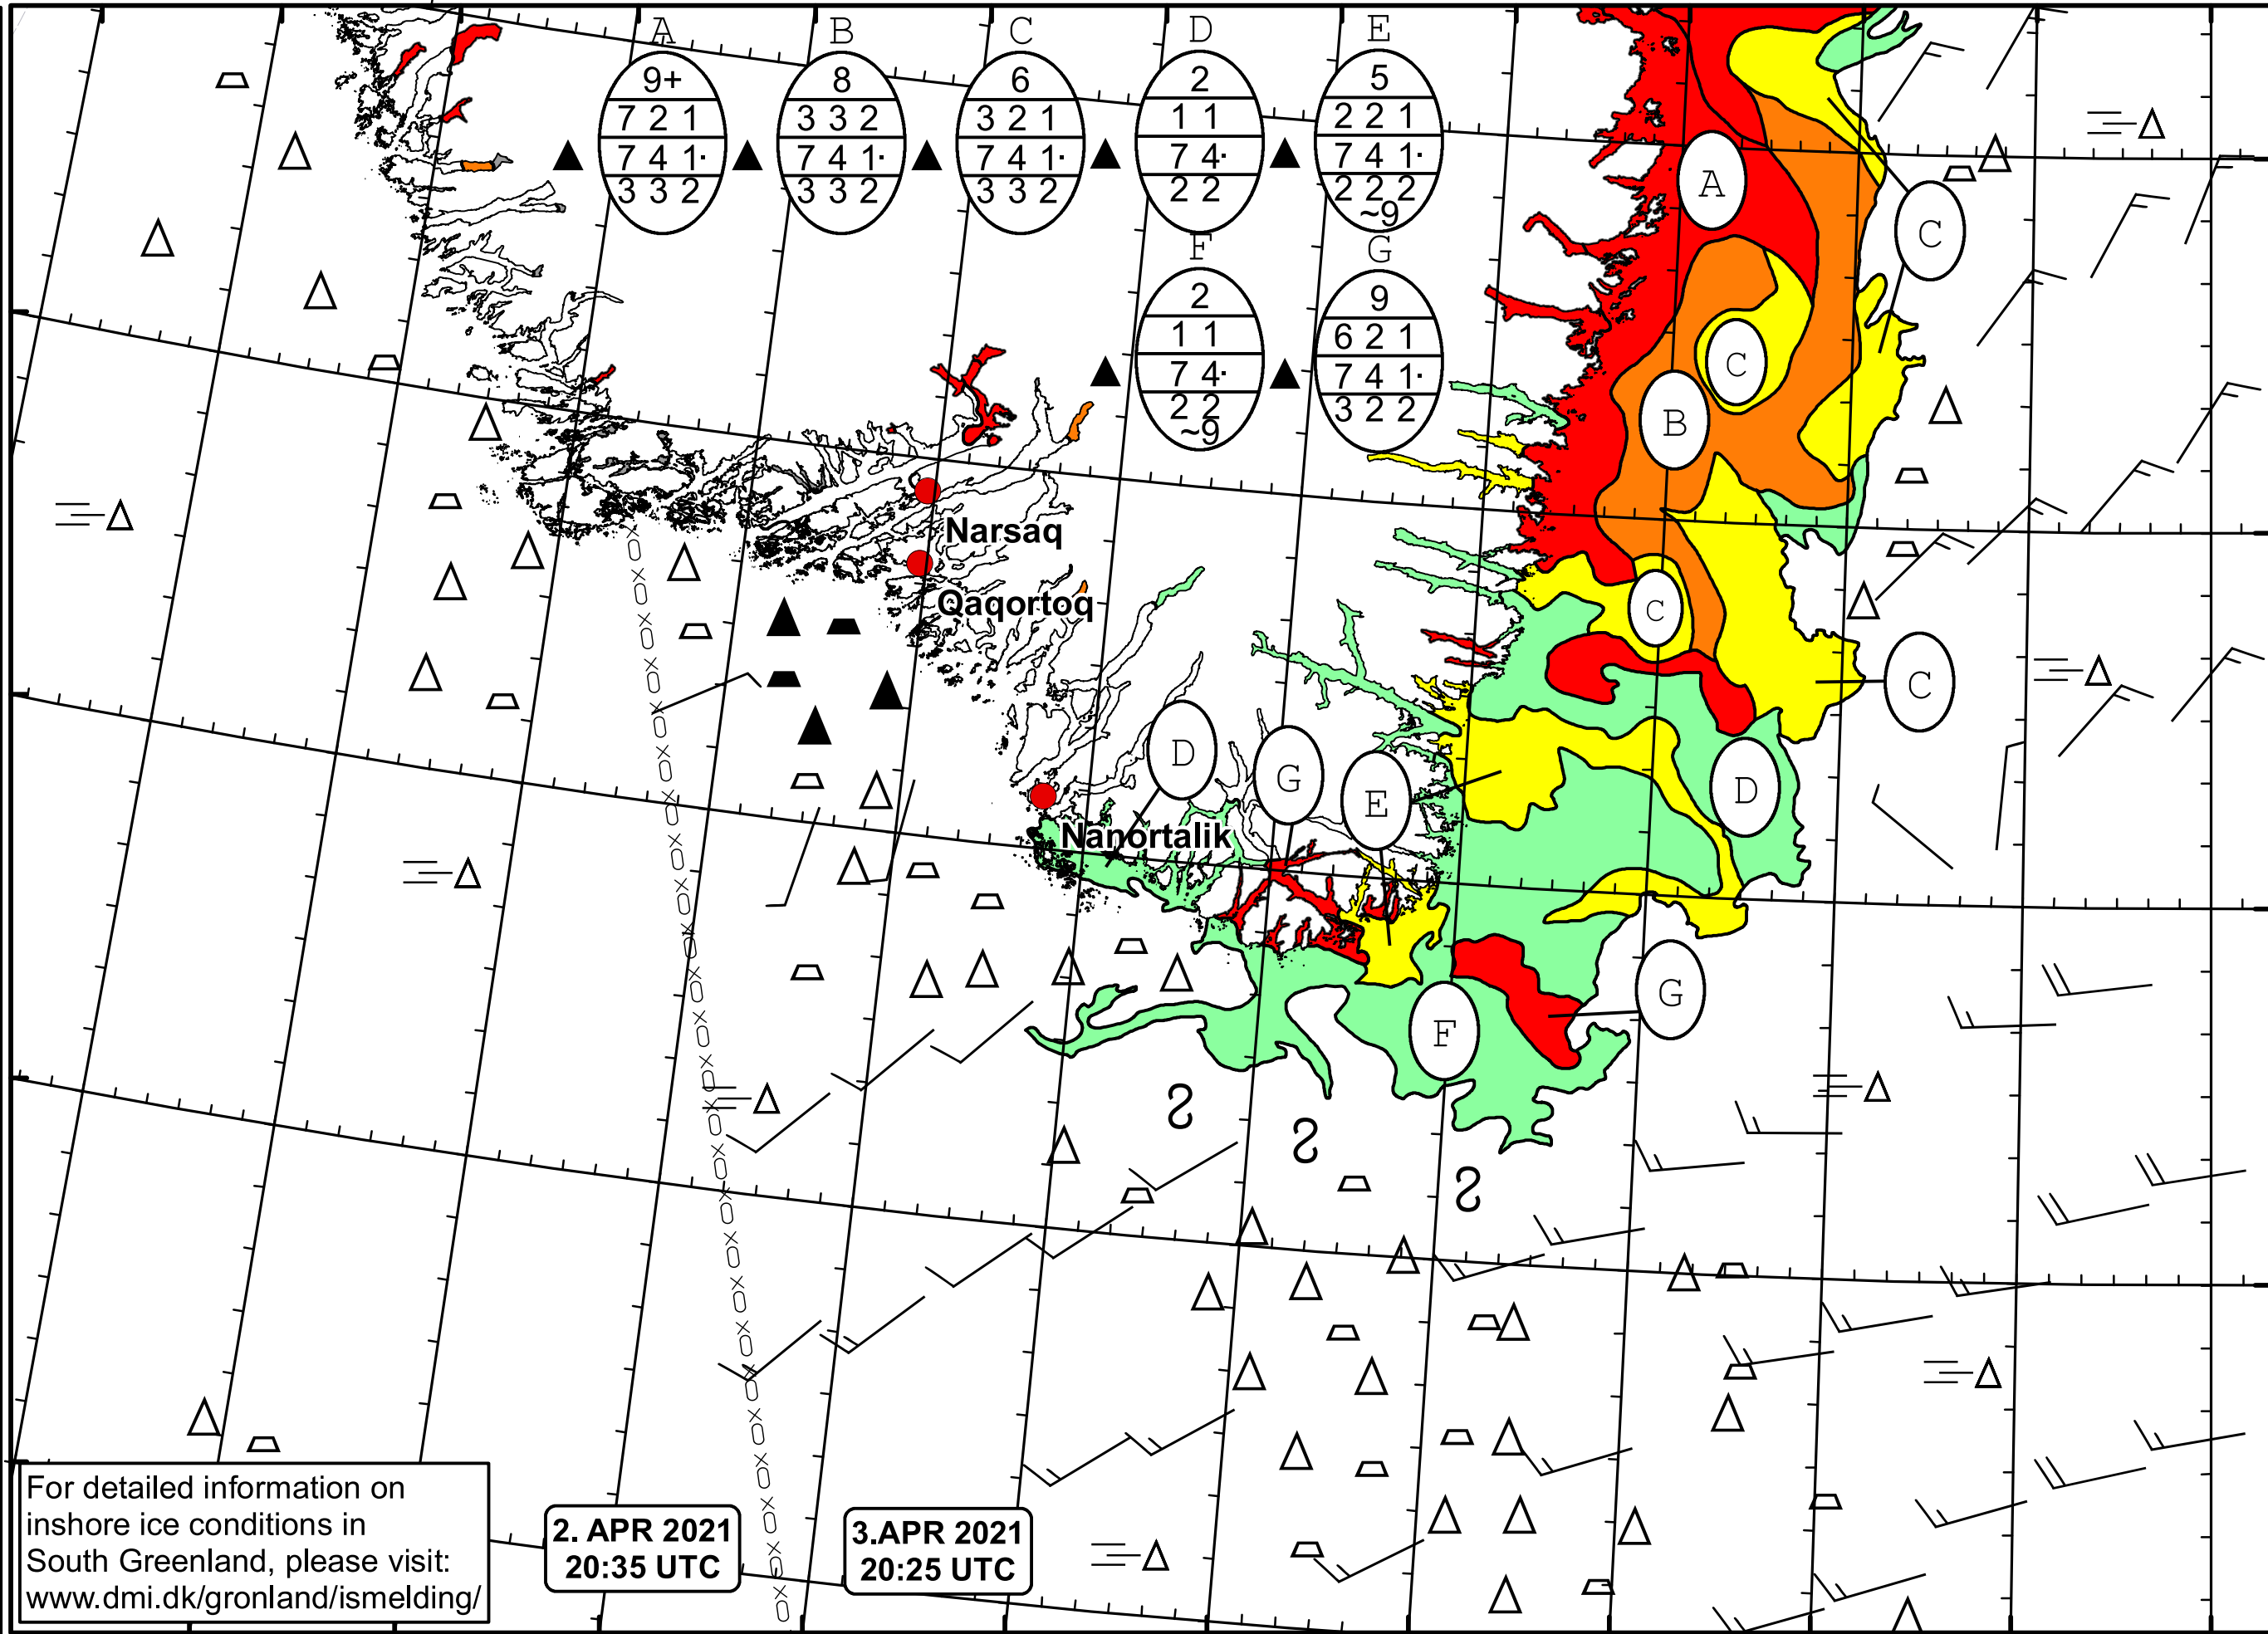 A B C D E
9+
7 2 1
7 4 1·
3 3 2
8
3 3 2
7 4 1·
3 3 2
6
3 2 1
7 4 1·
3 3 2
2
1 1
7 4·
2 2
5
2 2 1
7 4 1·
2 2 2
~9
F G
2
1 1
7 4·
2 2
~9
9
6 2 1
7 4 1·
3 2 2
A
C
C
B
C
C
D
G
E
D
G
F
Narsaq
Qaqortoq
Nanortalik
For detailed information on
inshore ice conditions in
South Greenland, please visit:
www.dmi.dk/gronland/ismelding/
2. APR 2021
20:35 UTC
3.APR 2021
20:25 UTC